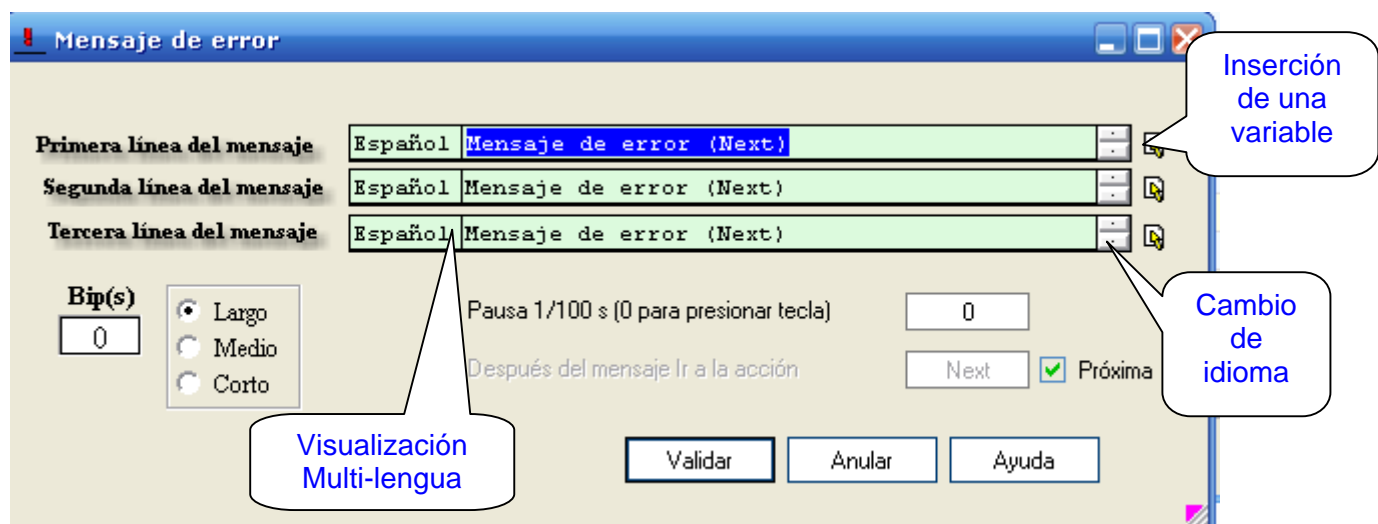 Mensaje de error
Inserción
de una
variable
Primera línea del mensaje Español Mensaje de error (Next)
Segunda línea del mensaje Español Mensaje de error (Next)
Tercera línea del mensaje Español Mensaje de error (Next)
Bip(s)
0
Largo
Medio
Corto
Pausa 1/100 s (0 para presionar tecla) 0
Después del mensaje Ir a la acción Next Próxima
Cambio
de
idioma
Visualización
Multi-lengua
Validar Anular Ayuda